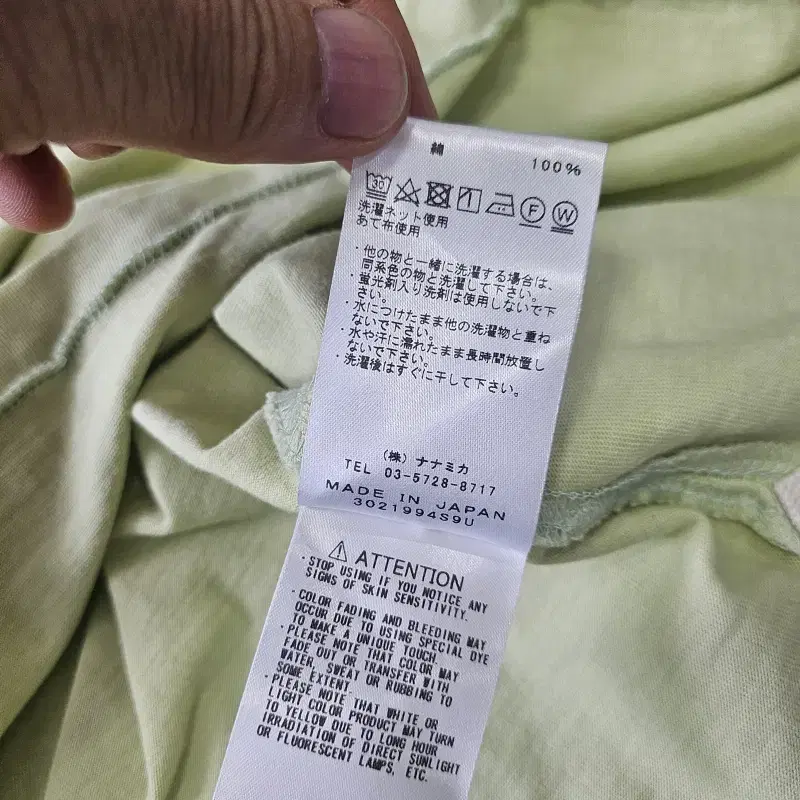 綿 100%
30
F W
洗濯ネット使用
あて布使用
・他の物と一緒に洗濯する場合は、
同系色の物と洗濯して下さい。
・蛍光剤入り洗剤は使用しないで下
さい。
・水につけたまま他の洗濯物と重ね
ないで下さい。
・水や汗に濡れたまま長時間放置し
ないで下さい。
・洗濯後はすぐに干して下さい。
(株) ナナミカ
TEL 03-5728-8717
MADE IN JAPAN
3021994S9U
ATTENTION
・STOP USING IF YOU NOTICE ANY
SIGNS OF SKIN SENSITIVITY.
・COLOR FADING AND BLEEDING MAY
OCCUR DUE TO USING SPECIAL DYE
TO MAKE A UNIQUE TOUCH.
・PLEASE NOTE THAT COLOR MAY
FADE OUT OR TRANSFER WITH
WATER, SWEAT OR RUBBING TO
SOME EXTENT.
・PLEASE NOTE THAT WHITE OR
LIGHT COLOR PRODUCT MAY TURN
TO YELLOW DUE TO LONG HOUR
IRRADIATION OF DIRECT SUNLIGHT
OR FLUORESCENT LAMPS, ETC.